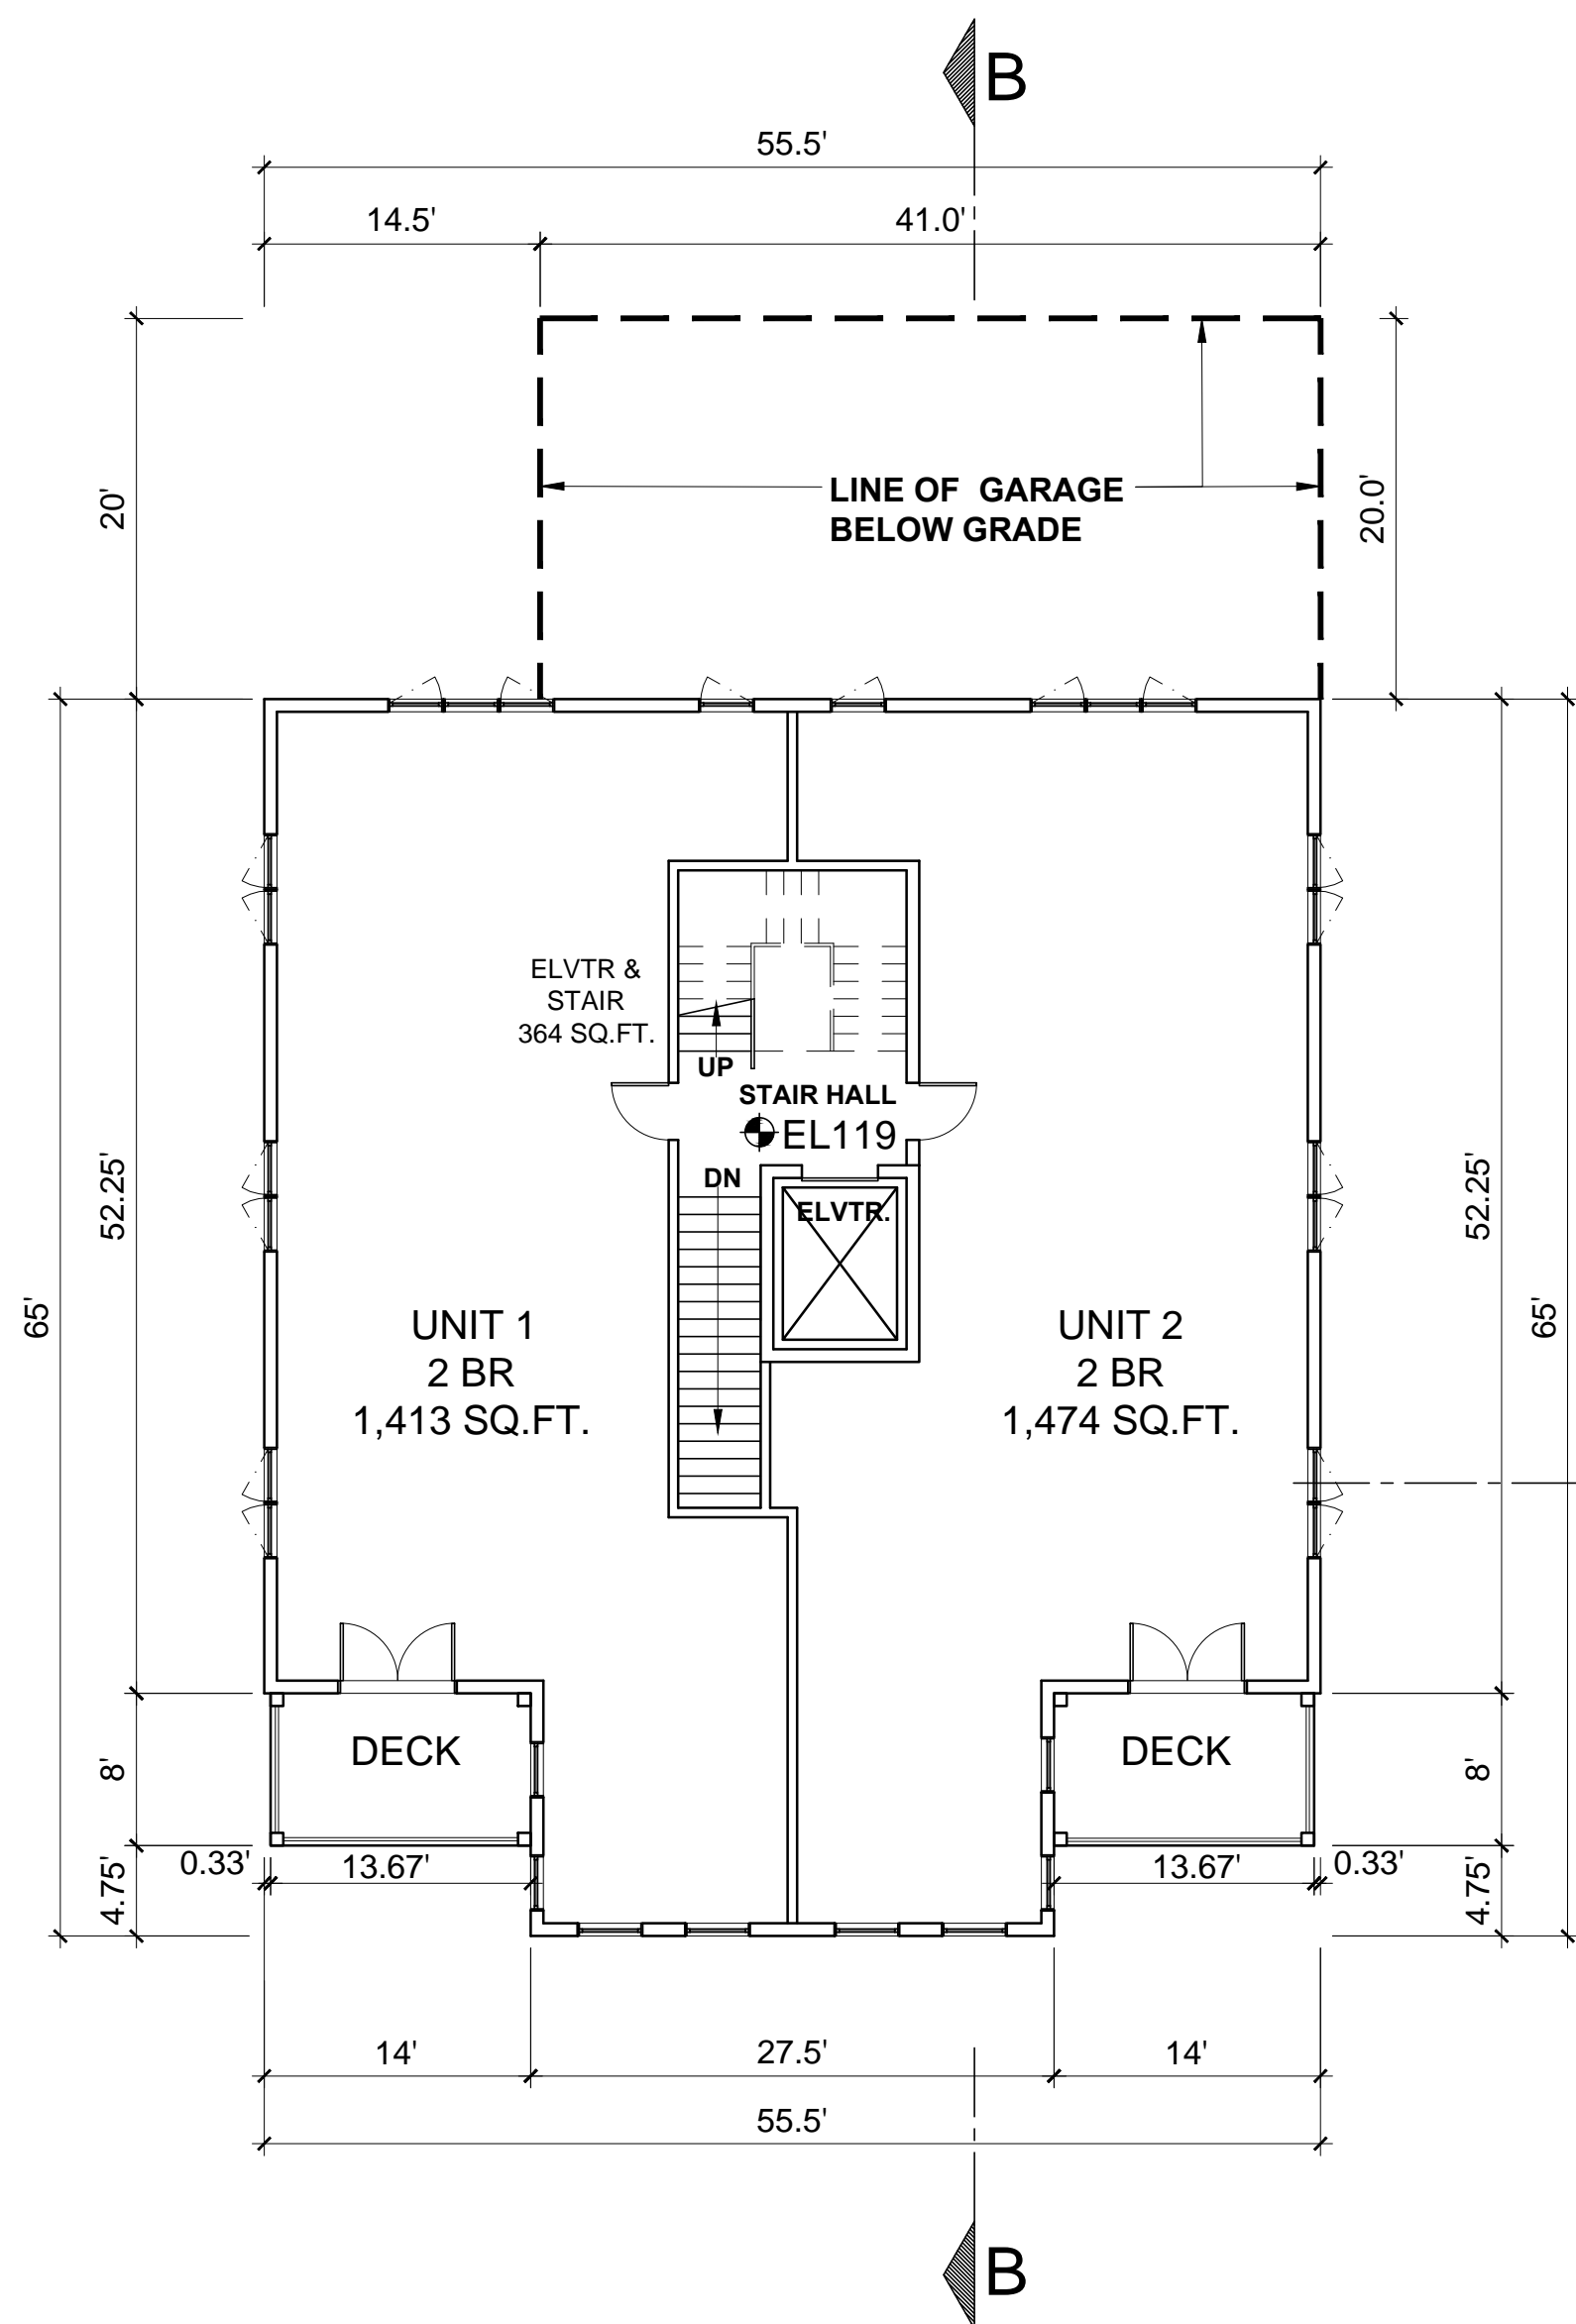 B
55.5'
14.5'
41.0'
20'
LINE OF GARAGE
BELOW GRADE
20.0'
ELVTR &
STAIR
364 SQ.FT.
UP
STAIR HALL
EL119
DN
ELVTR.
52.25'
52.25'
65'
65'
UNIT 1
2 BR
1,413 SQ.FT.
UNIT 2
2 BR
1,474 SQ.FT.
DECK
DECK
8'
8'
0.33'
13.67'
13.67'
0.33'
4.75'
4.75'
14'
27.5'
14'
55.5'
B